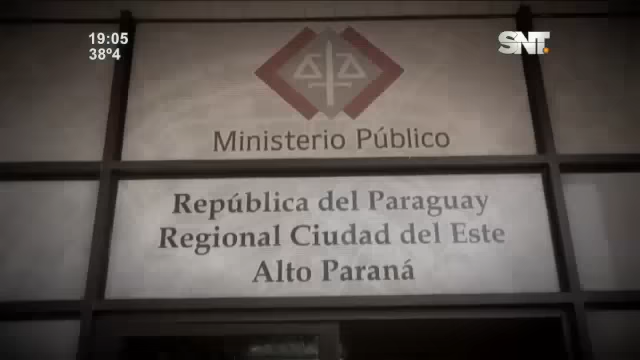 19:05
38°4
SNT
Ministerio Público
República del Paraguay
Regional Ciudad del Este
Alto Paraná